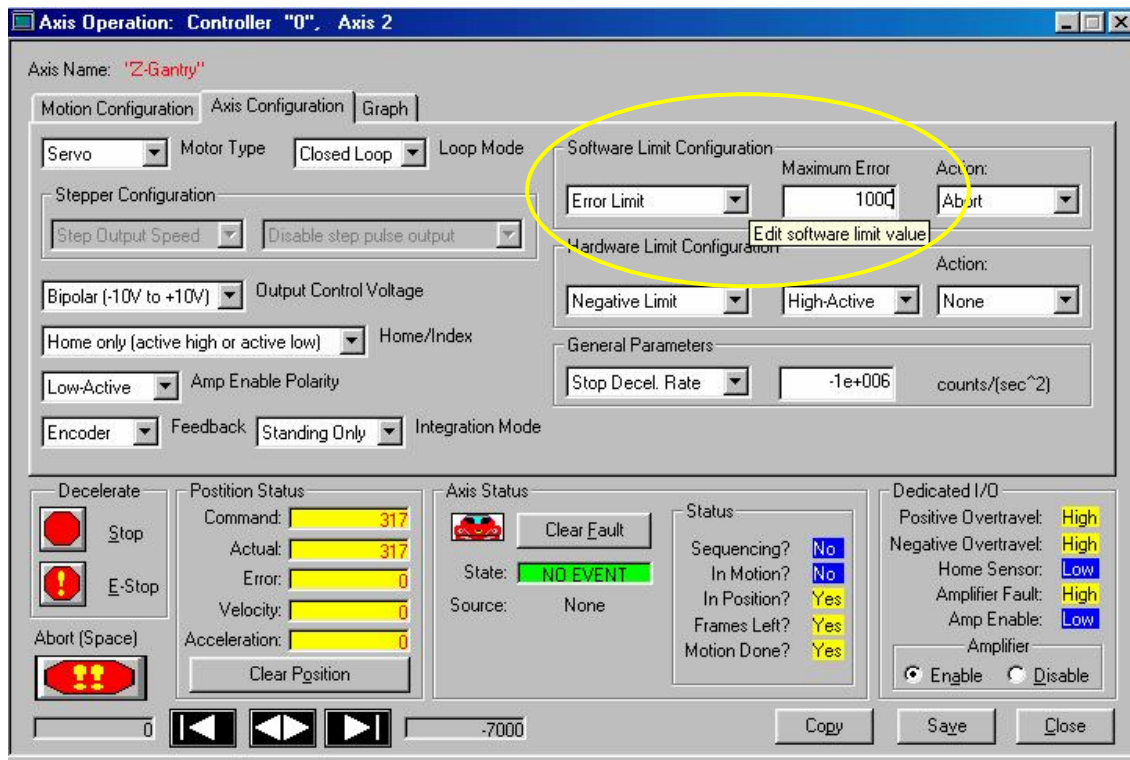 Axis Operation: Controller "0", Axis 2
Axis Name: "Z-Gantry"
Motion Configuration Axis Configuration Graph
Servo Motor Type Closed Loop Loop Mode
Stepper Configuration
Step Output Speed Disable step pulse output
Bipolar (-10V to +10V) Output Control Voltage
Home only (active high or active low) Home/Index
Low-Active Amp Enable Polarity
Encoder Feedback Standing Only Integration Mode
Software Limit Configuration
Maximum Error Action:
Error Limit 1000 Abort
Edit software limit value
Hardware Limit Configuration
Action:
Negative Limit High-Active None
General Parameters
Stop Decel. Rate -1e+006 counts/(sec^2)
Decelerate
Stop
E-Stop
Abort (Space)
Postition Status
Command: 317
Actual: 317
Error: 0
Velocity: 0
Acceleration: 0
Clear Position
Axis Status
Clear Fault
State: NO EVENT
Source: None
Status
Sequencing? No
In Motion? No
In Position? Yes
Frames Left? Yes
Motion Done? Yes
Dedicated I/O
Positive Overtravel: High
Negative Overtravel: High
Home Sensor: Low
Amplifier Fault: High
Amp Enable: Low
Amplifier
Enable Disable
0 -7000
Copy Save Close